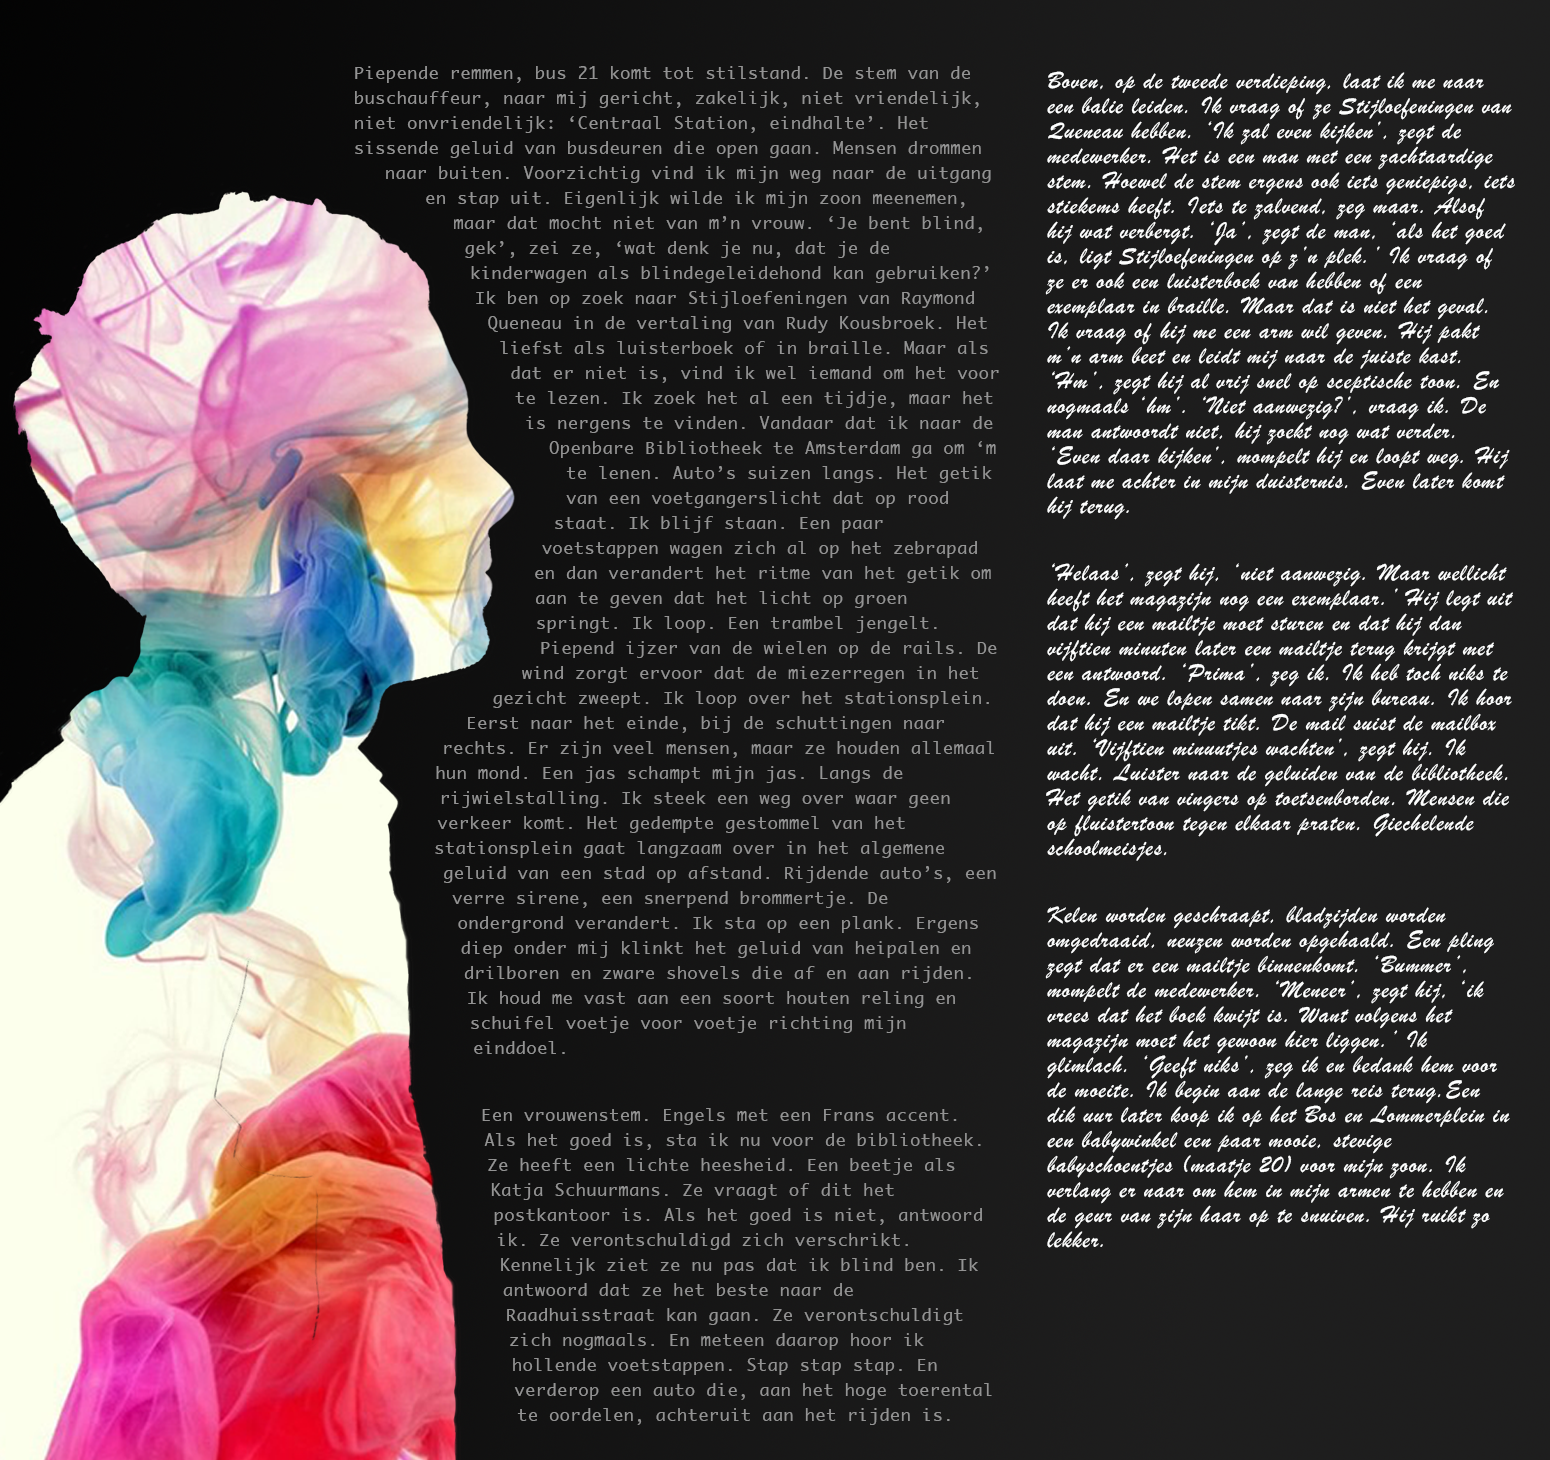 Piepende remmen, bus 21 komt tot stilstand. De stem van de
buschauffeur, naar mij gericht, zakelijk, niet vriendelijk,
niet onvriendelijk: ‘Centraal Station, eindhalte’. Het
sissende geluid van busdeuren die open gaan. Mensen drommen
naar buiten. Voorzichtig vind ik mijn weg naar de uitgang
en stap uit. Eigenlijk wilde ik mijn zoon meenemen,
maar dat mocht niet van m’n vrouw. ‘Je bent blind,
gek’, zei ze, ‘wat denk je nu, dat je de
kinderwagen als blindegeleidehond kan gebruiken?’
Ik ben op zoek naar Stijloefeningen van Raymond
Queneau in de vertaling van Rudy Kousbroek. Het
liefst als luisterboek of in braille. Maar als
dat er niet is, vind ik wel iemand om het voor
te lezen. Ik zoek het al een tijdje, maar het
is nergens te vinden. Vandaar dat ik naar de
Openbare Bibliotheek te Amsterdam ga om ‘m
te lenen. Auto’s suizen langs. Het getik
van een voetgangerslicht dat op rood
staat. Ik blijf staan. Een paar
voetstappen wagen zich al op het zebrapad
en dan verandert het ritme van het getik om
aan te geven dat het licht op groen
springt. Ik loop. Een trambel jengelt.
Piepend ijzer van de wielen op de rails. De
wind zorgt ervoor dat de miezerregen in het
gezicht zweept. Ik loop over het stationsplein.
Eerst naar het einde, bij de schuttingen naar
rechts. Er zijn veel mensen, maar ze houden allemaal
hun mond. Een jas schampt mijn jas. Langs de
rijwielstalling. Ik steek een weg over waar geen
verkeer komt. Het gedempte gestommel van het
stationsplein gaat langzaam over in het algemene
geluid van een stad op afstand. Rijdende auto’s, een
verre sirene, een snerpend brommertje. De
ondergrond verandert. Ik sta op een plank. Ergens
diep onder mij klinkt het geluid van heipalen en
drilboren en zware shovels die af en aan rijden.
Ik houd me vast aan een soort houten reling en
schuifel voetje voor voetje richting mijn
einddoel.
Een vrouwenstem. Engels met een Frans accent.
Als het goed is, sta ik nu voor de bibliotheek.
Ze heeft een lichte heesheid. Een beetje als
Katja Schuurmans. Ze vraagt of dit het
postkantoor is. Als het goed is niet, antwoord
ik. Ze verontschuldigd zich verschrikt.
Kennelijk ziet ze nu pas dat ik blind ben. Ik
antwoord dat ze het beste naar de
Raadhuisstraat kan gaan. Ze verontschuldigt
zich nogmaals. En meteen daarop hoor ik
hollende voetstappen. Stap stap stap. En
verderop een auto die, aan het hoge toerental
te oordelen, achteruit aan het rijden is.
Boven, op de tweede verdieping, laat ik me naar
een balie leiden. Ik vraag of ze Stijloefeningen van
Queneau hebben. ‘Ik zal even kijken’, zegt de
medewerker. Het is een man met een zachtaardige
stem. Hoewel de stem ergens ook iets geniepigs, iets
stiekems heeft. Iets te zalvend, zeg maar. Alsof
hij wat verbergt. ‘Ja’, zegt de man, ‘als het goed
is, ligt Stijloefeningen op z’n plek.’ Ik vraag of
ze er ook een luisterboek van hebben of een
exemplaar in braille. Maar dat is niet het geval.
Ik vraag of hij me een arm wil geven. Hij pakt
m’n arm beet en leidt mij naar de juiste kast.
‘Hm’, zegt hij al vrij snel op sceptische toon. En
nogmaals ‘hm’. ‘Niet aanwezig?’, vraag ik. De
man antwoordt niet, hij zoekt nog wat verder.
‘Even daar kijken’, mompelt hij en loopt weg. Hij
laat me achter in mijn duisternis. Even later komt
hij terug.
‘Helaas’, zegt hij, ‘niet aanwezig. Maar wellicht
heeft het magazijn nog een exemplaar.’ Hij legt uit
dat hij een mailtje moet sturen en dat hij dan
vijftien minuten later een mailtje terug krijgt met
een antwoord. ‘Prima’, zeg ik. Ik heb toch niks te
doen. En we lopen samen naar zijn bureau. Ik hoor
dat hij een mailtje tikt. De mail suist de mailbox
uit. ‘Vijftien minuutjes wachten’, zegt hij. Ik
wacht. Luister naar de geluiden van de bibliotheek.
Het getik van vingers op toetsenborden. Mensen die
op fluistertoon tegen elkaar praten. Giechelende
schoolmeisjes.
Kelen worden geschraapt, bladzijden worden
omgedraaid, neuzen worden opgehaald. Een pling
zegt dat er een mailtje binnenkomt. ‘Bummer’,
mompelt de medewerker. ‘Meneer’, zegt hij, ‘ik
vrees dat het boek kwijt is. Want volgens het
magazijn moet het gewoon hier liggen.’ Ik
glimlach. ‘Geeft niks’, zeg ik en bedank hem voor
de moeite. Ik begin aan de lange reis terug.Een
dik uur later koop ik op het Bos en Lommerplein in
een babywinkel een paar mooie, stevige
babyschoentjes (maatje 20) voor mijn zoon. Ik
verlang er naar om hem in mijn armen te hebben en
de geur van zijn haar op te snuiven. Hij ruikt zo
lekker.